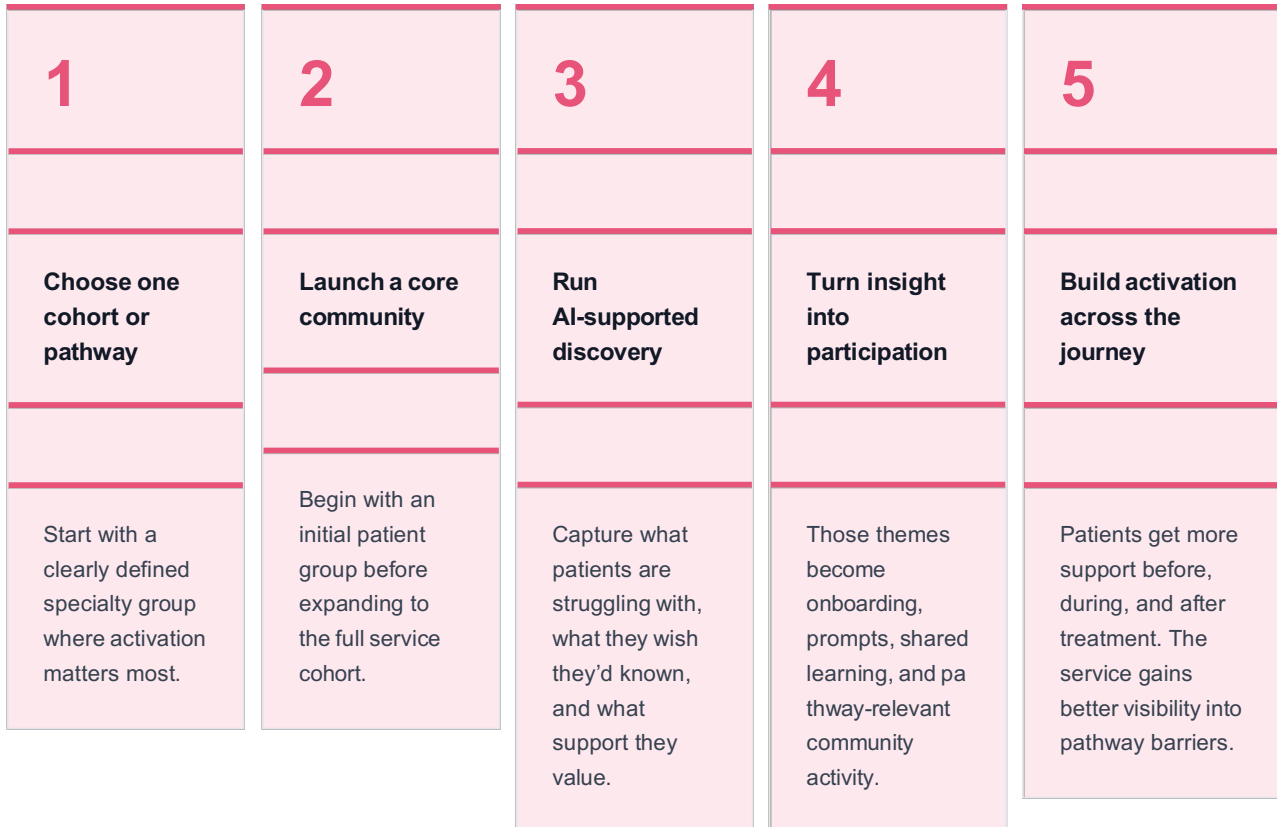 1
Choose one
cohort or
pathway
Start with a
clearly defined
specialty group
where activation
matters most.
2
Launch a core
community
Begin with an
initial patient
group before
expanding to
the full service
cohort.
3
Run
AI-supported
discovery
Capture what
patients are
struggling with,
what they wish
they’d known,
and what
support they
value.
4
Turn insight
into
participation
Those themes
become
onboarding,
prompts, shared
learning, and pa
thway-relevant
community
activity.
5
Build activation
across the
journey
Patients get more
support before,
during, and after
treatment. The
service gains
better visibility into
pathway barriers.